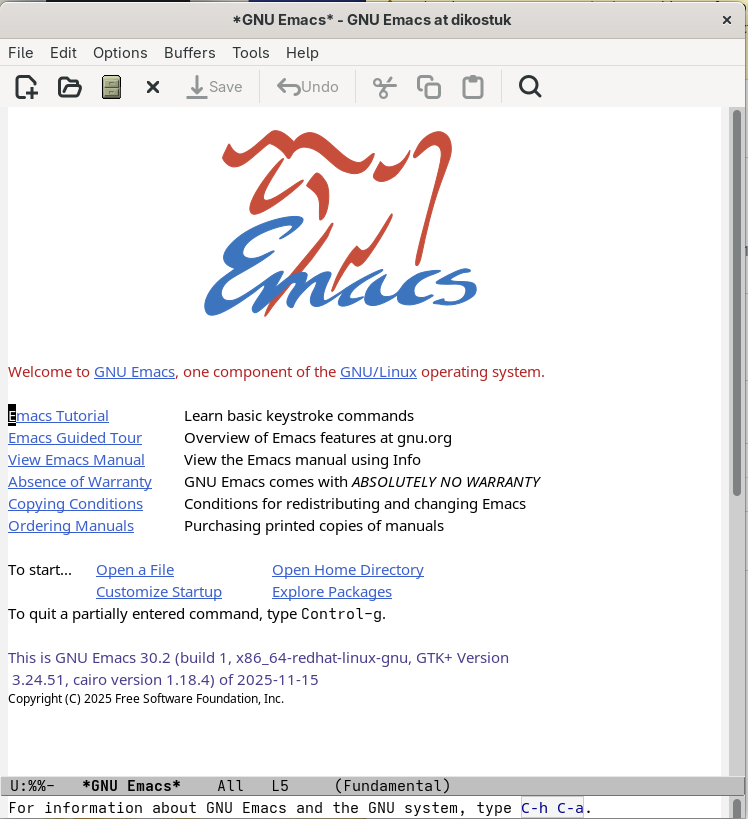 *GNU Emacs* - GNU Emacs at dikostuk
File Edit Options Buffers Tools Help
Save Undo
Emacs
Welcome to GNU Emacs, one component of the GNU/Linux operating system.
Emacs Tutorial Learn basic keystroke commands
Emacs Guided Tour Overview of Emacs features at gnu.org
View Emacs Manual View the Emacs manual using Info
Absence of Warranty GNU Emacs comes with ABSOLUTELY NO WARRANTY
Copying Conditions Conditions for redistributing and changing Emacs
Ordering Manuals Purchasing printed copies of manuals
To start... Open a File Open Home Directory
Customize Startup Explore Packages
To quit a partially entered command, type Control-g.
This is GNU Emacs 30.2 (build 1, x86_64-redhat-linux-gnu, GTK+ Version
3.24.51, cairo version 1.18.4) of 2025-11-15
Copyright (C) 2025 Free Software Foundation, Inc.
U:%%- *GNU Emacs* All L5 (Fundamental)
For information about GNU Emacs and the GNU system, type C-h C-a.